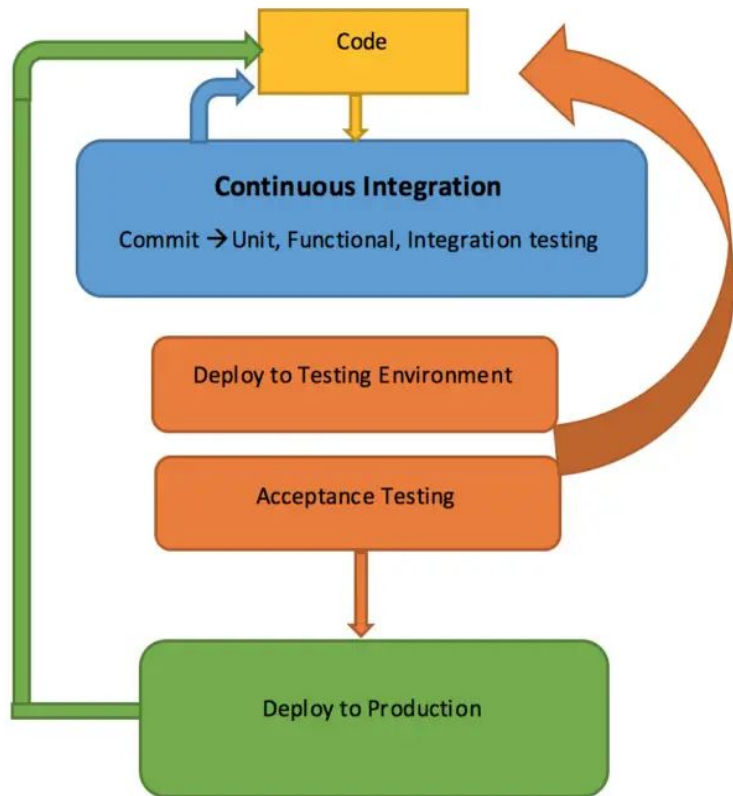 Code
Continuous Integration
Commit → Unit, Functional, Integration testing
Deploy to Testing Environment
Acceptance Testing
Deploy to Production